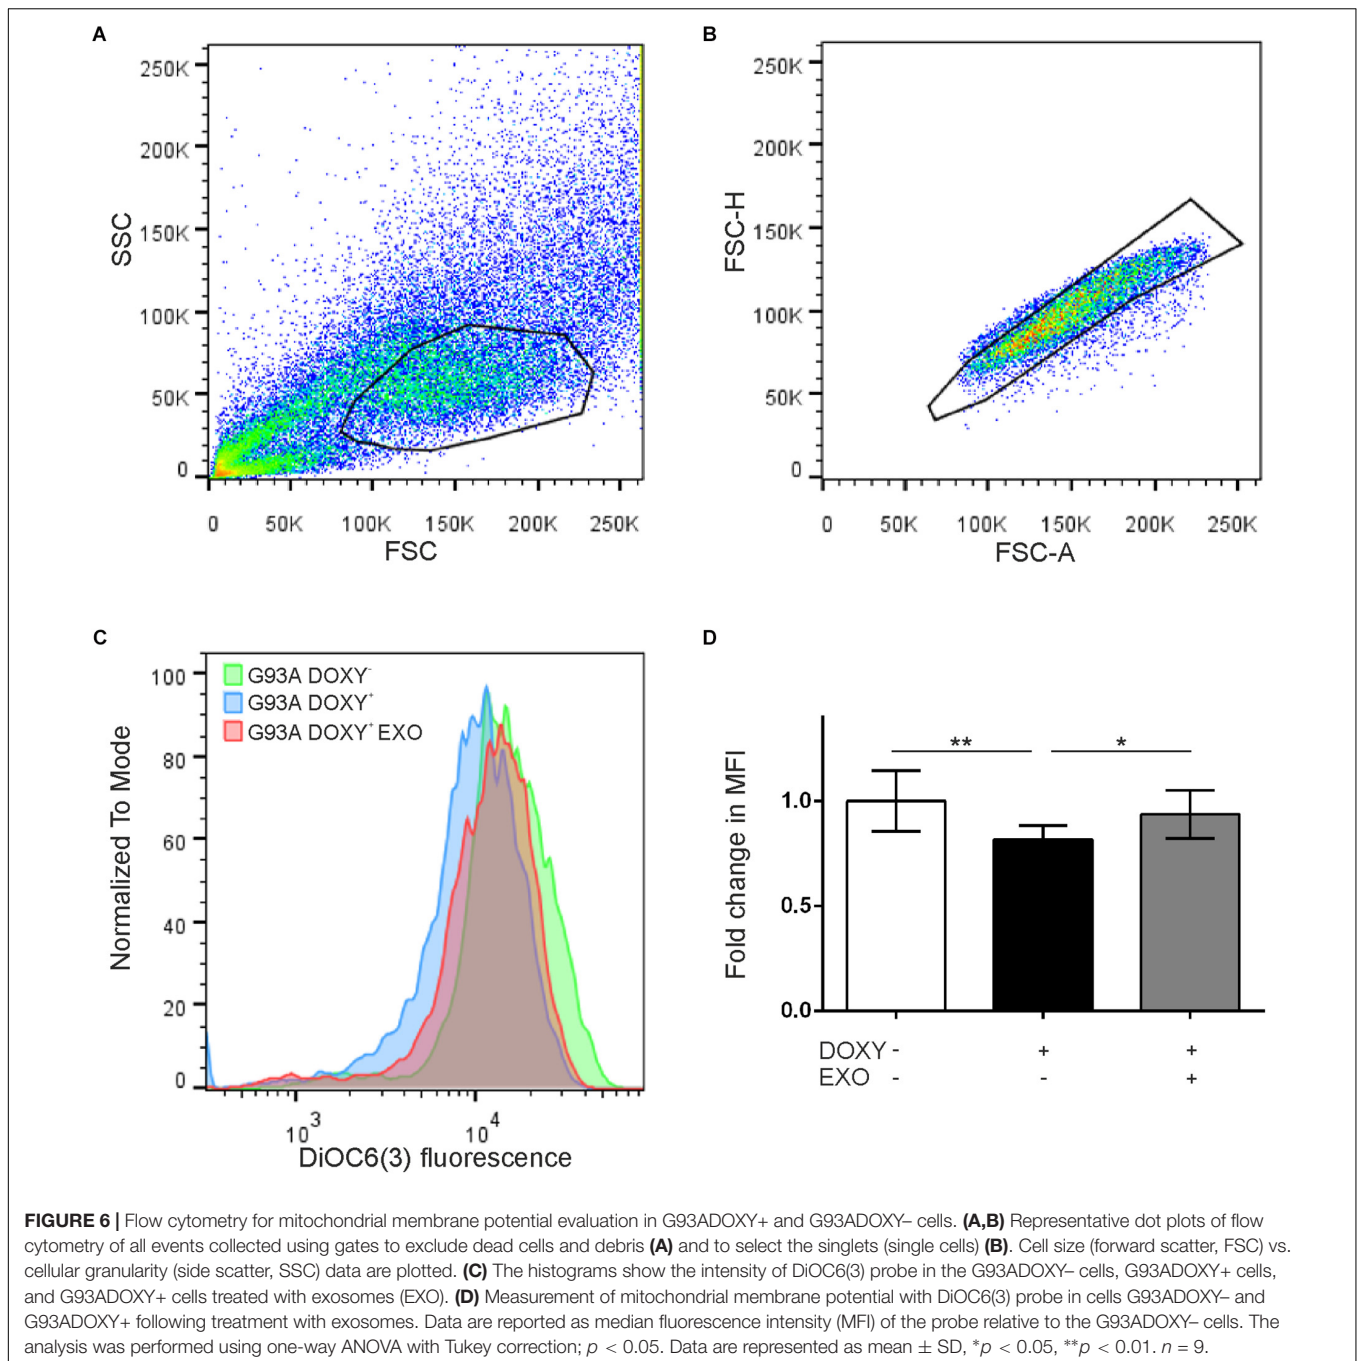 A
B
250K
200K
150K
100K
50K
0
SSC
0 50K 100K 150K 200K 250K
FSC
250K
200K
150K
100K
50K
0
FSC-H
0 50K 100K 150K 200K 250K
FSC-A
C
D
G93A DOXY⁻
G93A DOXY⁺
G93A DOXY⁺ EXO
100
80
60
40
20
0
Normalized To Mode
10³ 10⁴
DiOC6(3) fluorescence
** *
1.0
0.5
0.0
Fold change in MFI
DOXY - + +
EXO - - +
FIGURE 6 | Flow cytometry for mitochondrial membrane potential evaluation in G93ADOXY+ and G93ADOXY– cells. (A,B) Representative dot plots of flow
cytometry of all events collected using gates to exclude dead cells and debris (A) and to select the singlets (single cells) (B). Cell size (forward scatter, FSC) vs.
cellular granularity (side scatter, SSC) data are plotted. (C) The histograms show the intensity of DiOC6(3) probe in the G93ADOXY– cells, G93ADOXY+ cells,
and G93ADOXY+ cells treated with exosomes (EXO). (D) Measurement of mitochondrial membrane potential with DiOC6(3) probe in cells G93ADOXY– and
G93ADOXY+ following treatment with exosomes. Data are reported as median fluorescence intensity (MFI) of the probe relative to the G93ADOXY– cells. The
analysis was performed using one-way ANOVA with Tukey correction; p < 0.05. Data are represented as mean ± SD, *p < 0.05, **p < 0.01. n = 9.